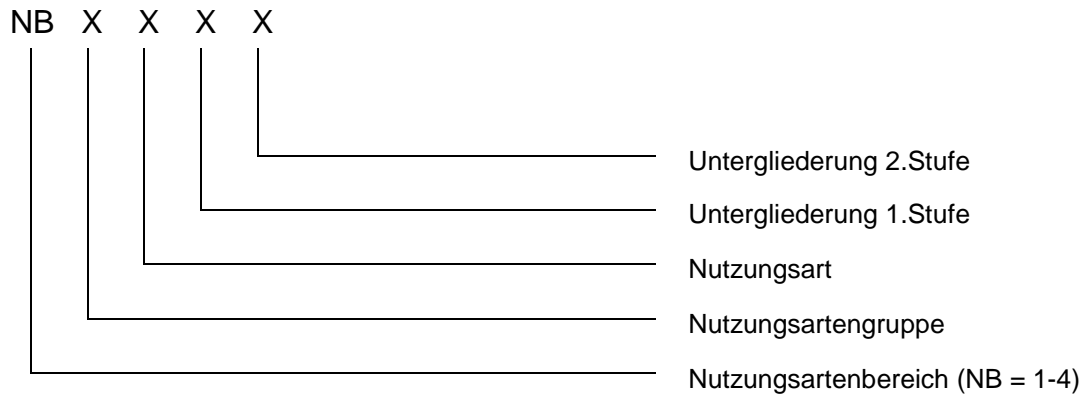 NB X X X X
Untergliederung 2.Stufe
Untergliederung 1.Stufe
Nutzungsart
Nutzungsartengruppe
Nutzungsartenbereich (NB = 1-4)